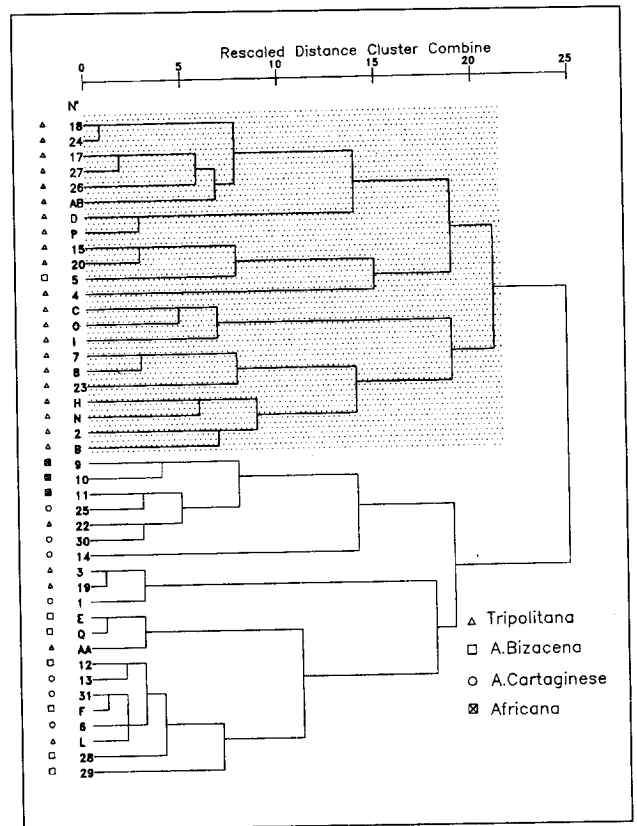 Rescaled Distance Cluster Combine
0 5 10 15 20 25
N°
18
24
17
27
26
AB
D
P
15
20
5
4
C
O
I
7
8
23
H
N
2
B
9
10
11
25
22
30
14
3
19
1
E
Q
AA
12
13
31
F
6
L
28
29
Tripolitana
A.Bizacena
A.Cartaginese
Africana